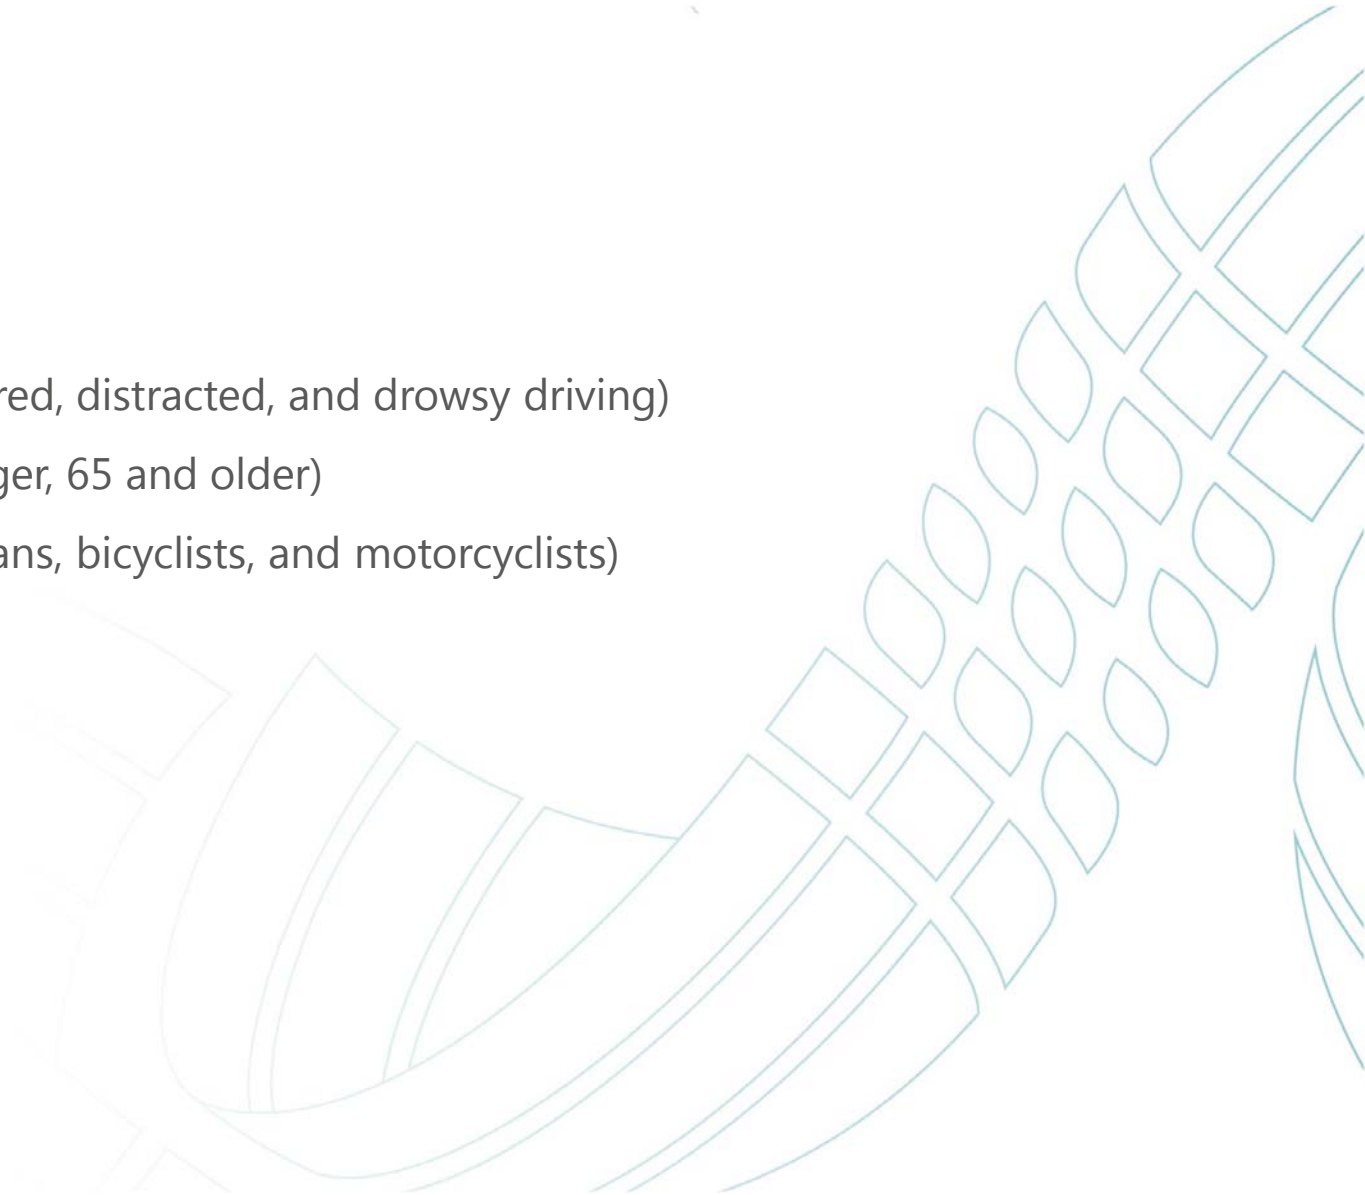 red, distracted, and drowsy driving)
ger, 65 and older)
ans, bicyclists, and motorcyclists)